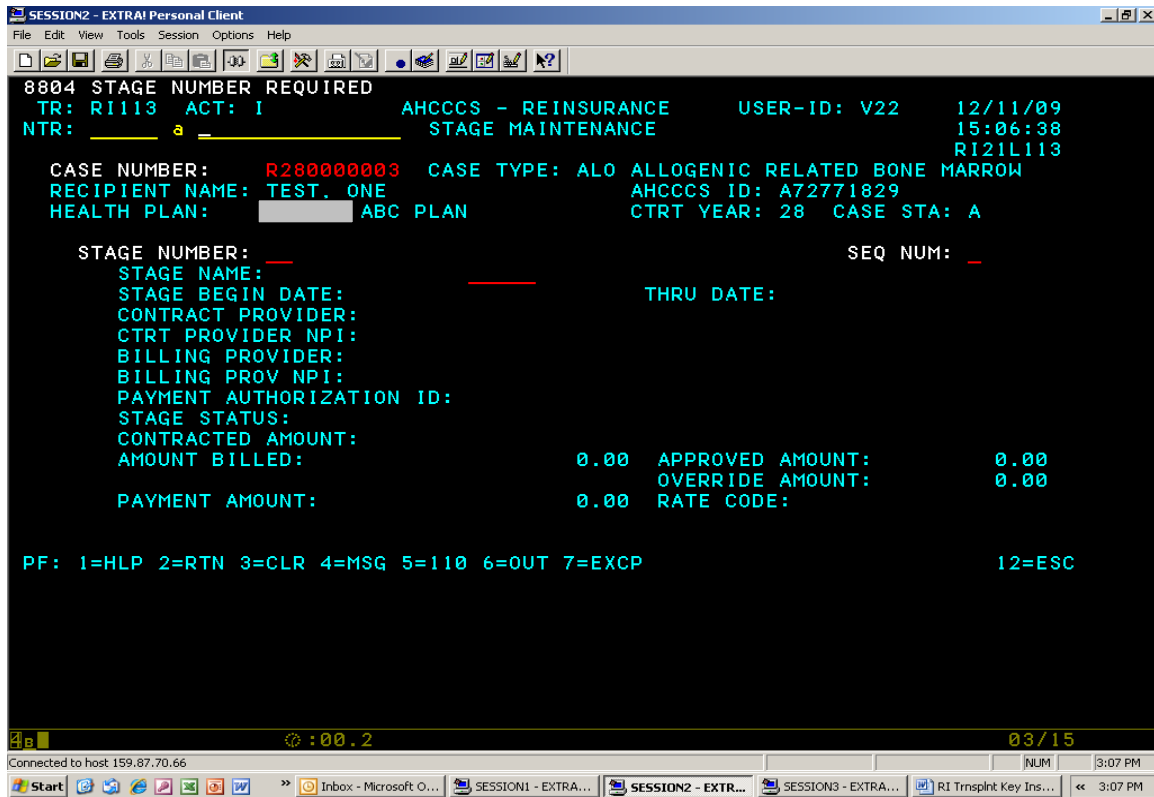 SESSION2 - EXTRA! Personal Client
File Edit View Tools Session Options Help
8804 STAGE NUMBER REQUIRED
TR: RI113 ACT: I AHCCCS - REINSURANCE USER-ID: V22 12/11/09
NTR: ______ a _______________ STAGE MAINTENANCE 15:06:38
RI21L113
CASE NUMBER: R280000003 CASE TYPE: ALO ALLOGENIC RELATED BONE MARROW
RECIPIENT NAME: TEST, ONE AHCCCS ID: A72771829
HEALTH PLAN: ABC PLAN CTRT YEAR: 28 CASE STA: A
STAGE NUMBER: __ SEQ NUM: _
STAGE NAME:
STAGE BEGIN DATE: THRU DATE:
CONTRACT PROVIDER:
CTRT PROVIDER NPI:
BILLING PROVIDER:
BILLING PROV NPI:
PAYMENT AUTHORIZATION ID:
STAGE STATUS:
CONTRACTED AMOUNT:
AMOUNT BILLED: 0.00 APPROVED AMOUNT: 0.00
OVERRIDE AMOUNT: 0.00
PAYMENT AMOUNT: 0.00 RATE CODE:
PF: 1=HLP 2=RTN 3=CLR 4=MSG 5=110 6=OUT 7=EXCP 12=ESC
4B :00.2 03/15
Connected to host 159.87.70.66 NUM 3:07 PM
Start » Inbox - Microsoft O... SESSION1 - EXTRA... SESSION2 - EXTR... SESSION3 - EXTRA... RI Trnsplnt Key Ins... « 3:07 PM